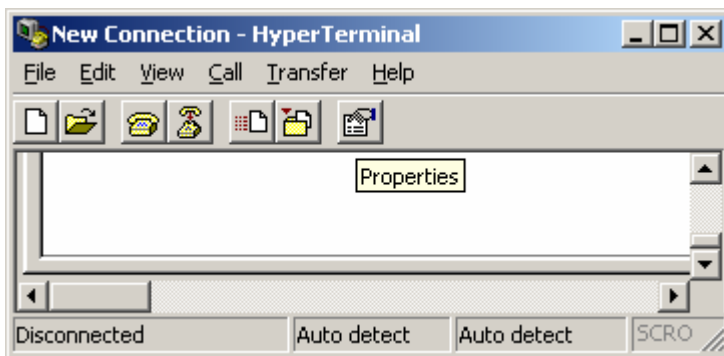 New Connection - HyperTerminal
File Edit View Call Transfer Help
Properties
Disconnected Auto detect Auto detect SCRO